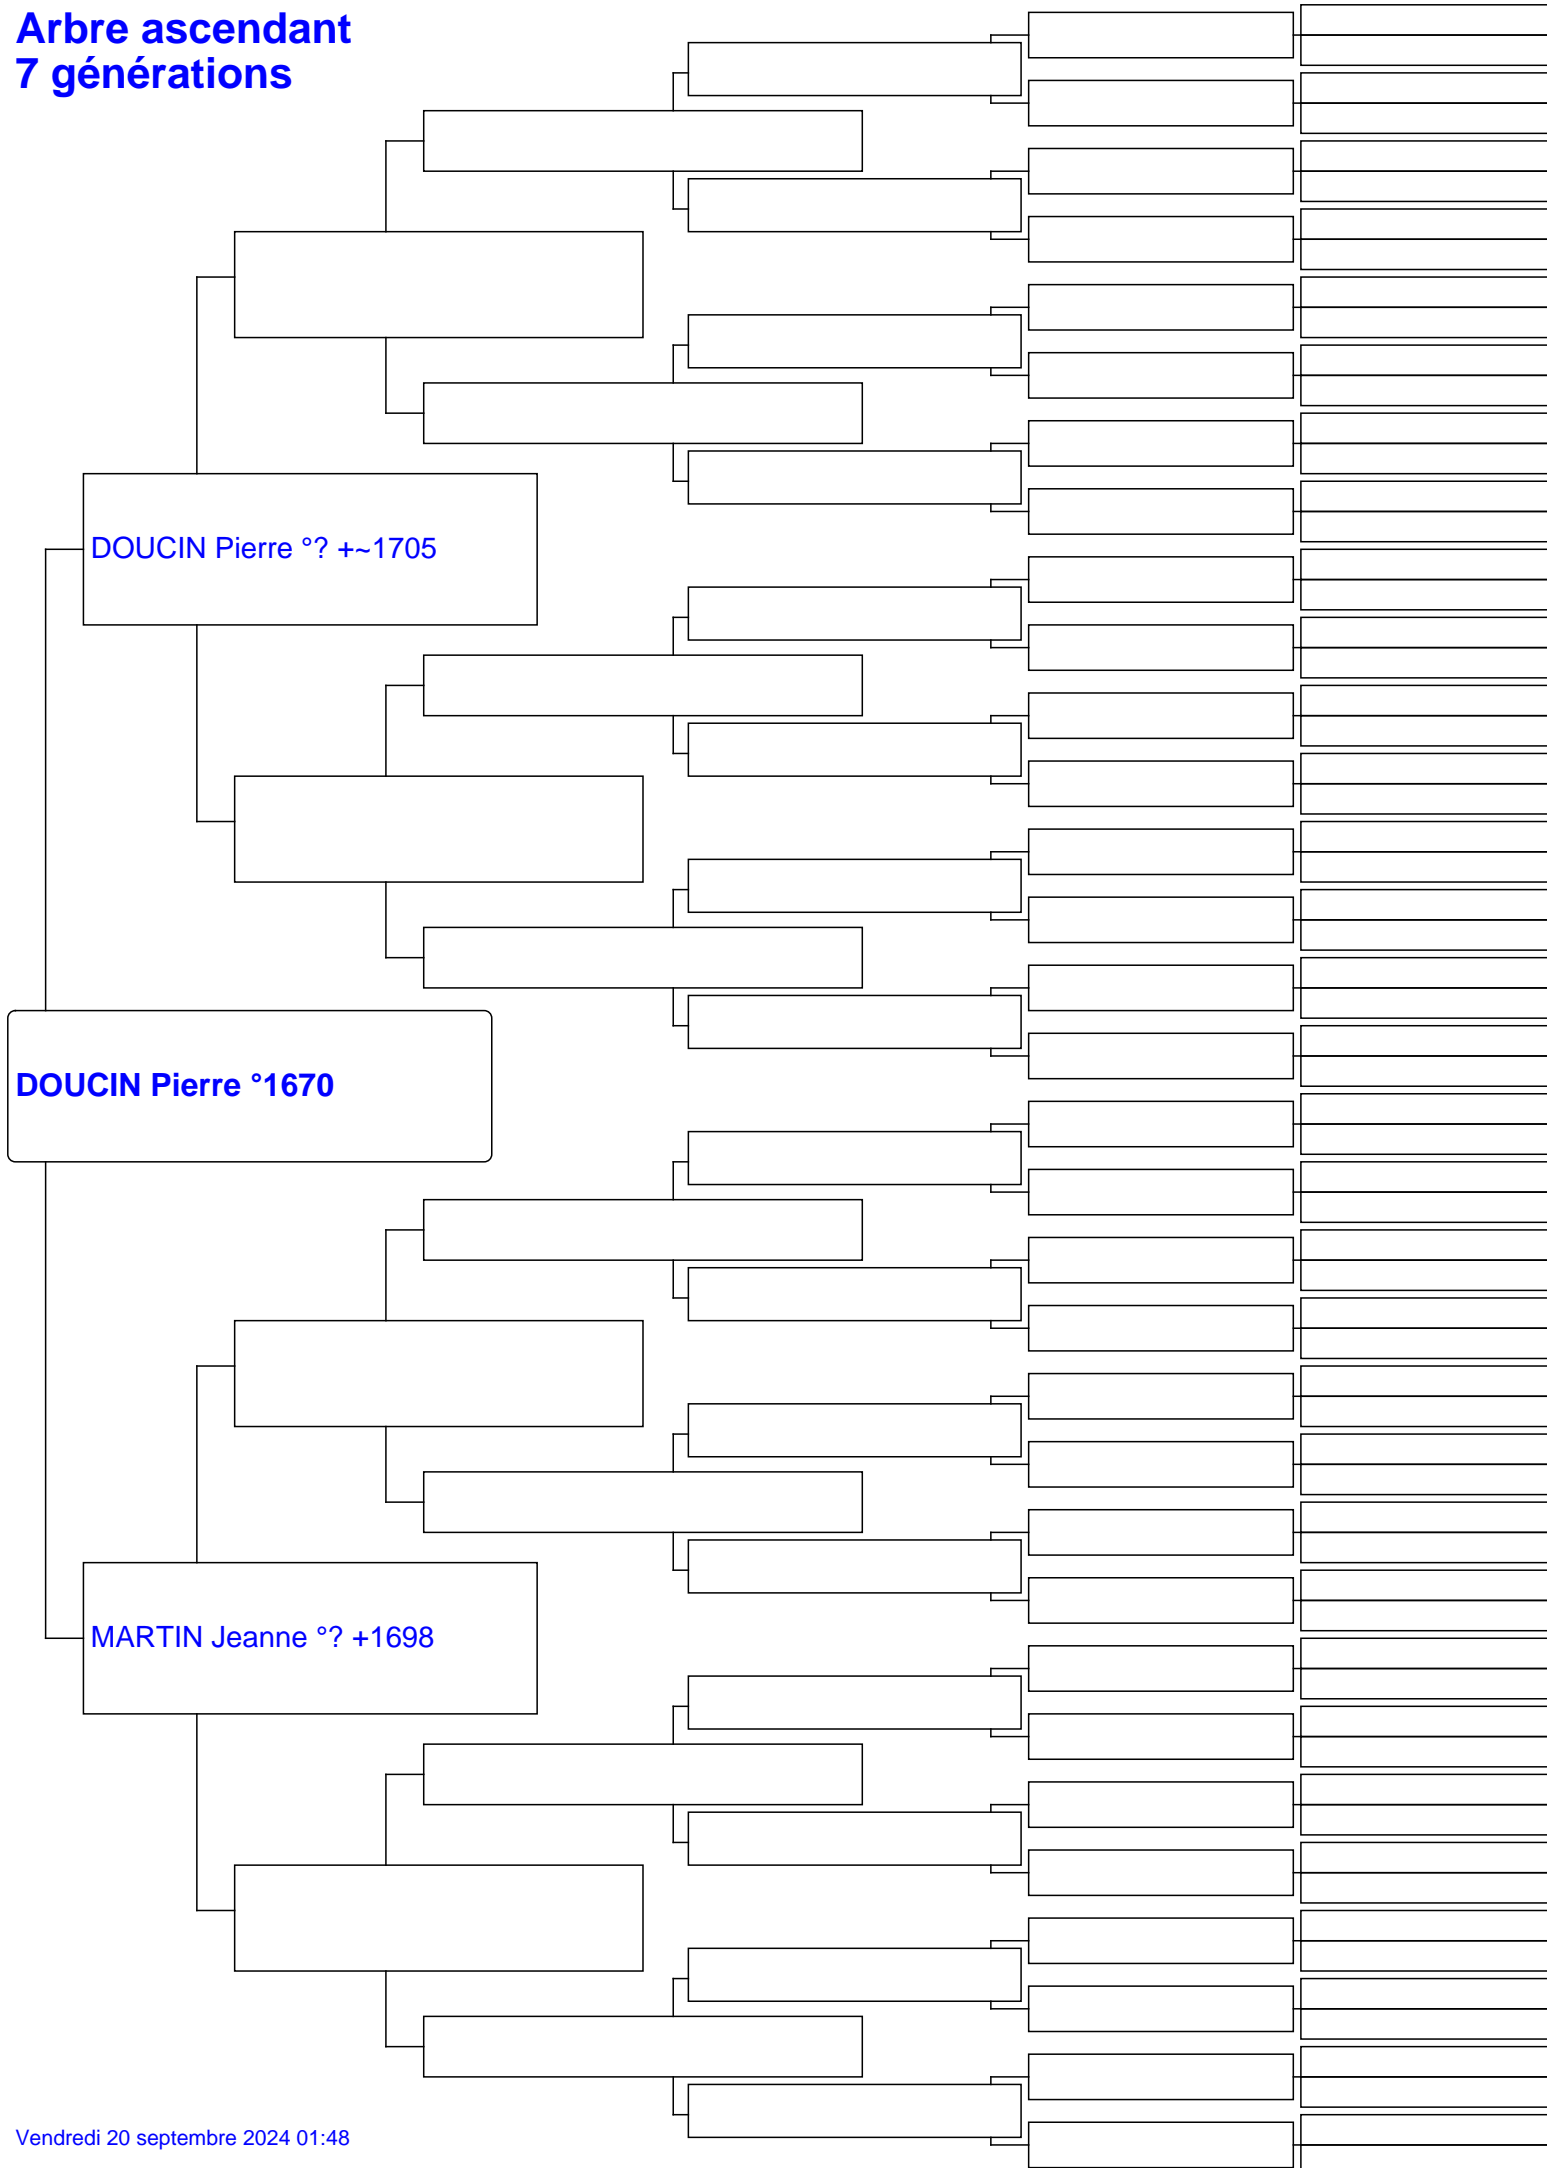 Arbre ascendant
7 générations
DOUCIN Pierre °? +~1705
DOUCIN Pierre °1670
MARTIN Jeanne °? +1698
Vendredi 20 septembre 2024 01:48